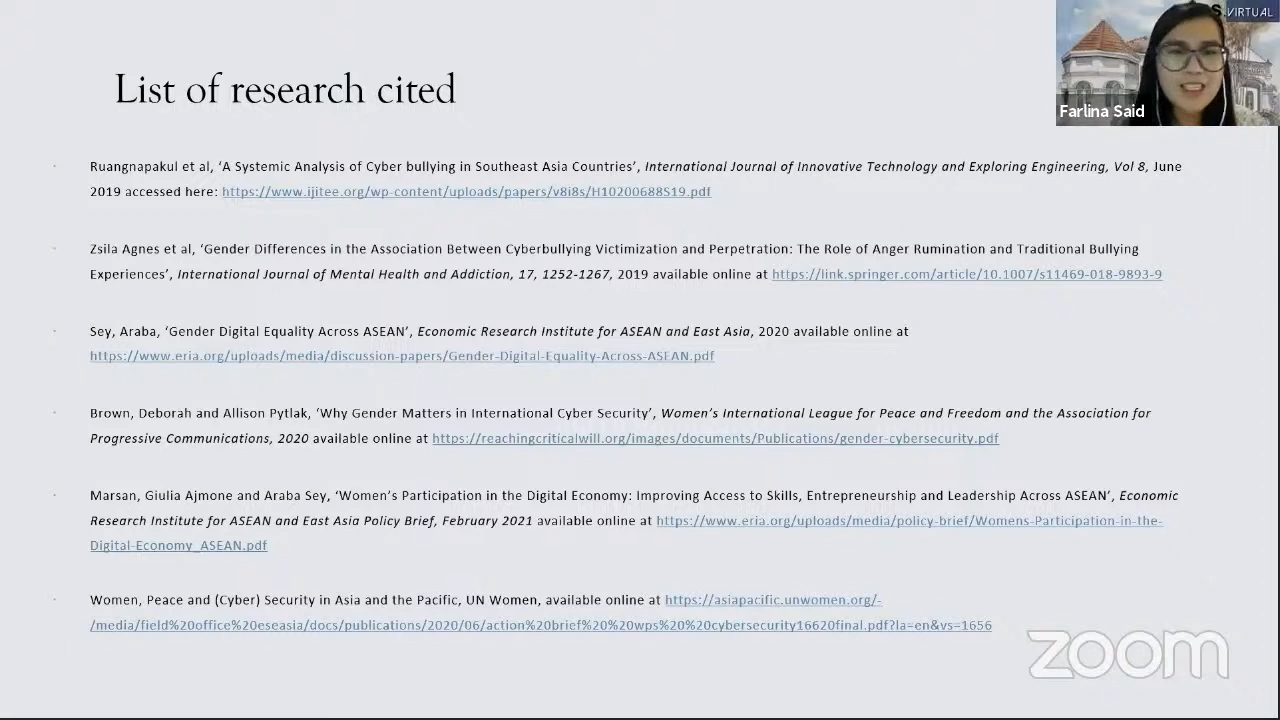 S VIRTUAL
Farlina Said
List of research cited
Ruangnapakul et al, ‘A Systemic Analysis of Cyber bullying in Southeast Asia Countries’, International Journal of Innovative Technology and Exploring Engineering, Vol 8, June
2019 accessed here: https://www.ijitee.org/wp-content/uploads/papers/v8i8s/H10200688S19.pdf
Zsila Agnes et al, ‘Gender Differences in the Association Between Cyberbullying Victimization and Perpetration: The Role of Anger Rumination and Traditional Bullying
Experiences’, International Journal of Mental Health and Addiction, 17, 1252-1267, 2019 available online at https://link.springer.com/article/10.1007/s11469-018-9893-9
Sey, Araba, ‘Gender Digital Equality Across ASEAN’, Economic Research Institute for ASEAN and East Asia, 2020 available online at
https://www.eria.org/uploads/media/discussion-papers/Gender-Digital-Equality-Across-ASEAN.pdf
Brown, Deborah and Allison Pytlak, ‘Why Gender Matters in International Cyber Security’, Women’s International League for Peace and Freedom and the Association for
Progressive Communications, 2020 available online at https://reachingcriticalwill.org/images/documents/Publications/gender-cybersecurity.pdf
Marsan, Giulia Ajmone and Araba Sey, ‘Women’s Participation in the Digital Economy: Improving Access to Skills, Entrepreneurship and Leadership Across ASEAN’, Economic
Research Institute for ASEAN and East Asia Policy Brief, February 2021 available online at https://www.eria.org/uploads/media/policy-brief/Womens-Participation-in-the-
Digital-Economy_ASEAN.pdf
Women, Peace and (Cyber) Security in Asia and the Pacific, UN Women, available online at https://asiapacific.unwomen.org/-
/media/field%20office%20eseasia/docs/publications/2020/06/action%20brief%20%20wps%20%20cybersecurity16620final.pdf?la=en&vs=1656
zoom